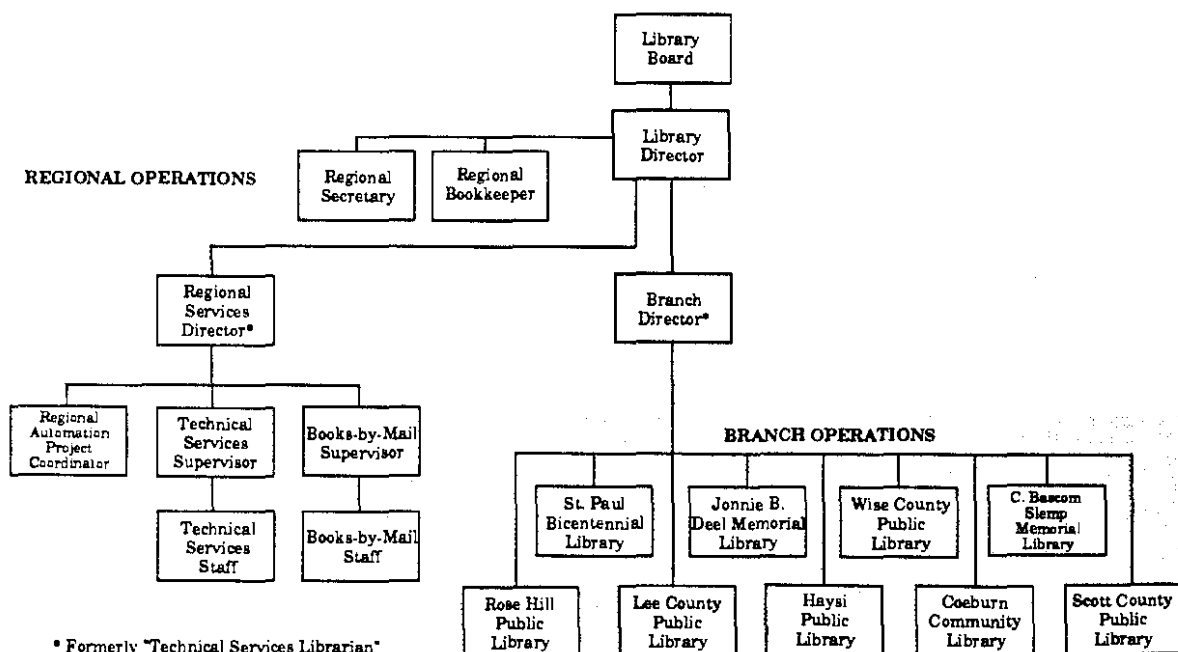 Library
Board
Library
Director
REGIONAL OPERATIONS
Regional
Secretary
Regional
Bookkeeper
Regional
Services
Director*
Branch
Director*
Regional
Automation
Project
Coordinator
Technical
Services
Supervisor
Books-by-Mail
Supervisor
Technical
Services
Staff
Books-by-Mail
Staff
BRANCH OPERATIONS
St. Paul
Bicentennial
Library
Jonnie B.
Deel Memorial
Library
Wise County
Public
Library
C. Bascom
Slemp
Memorial
Library
Rose Hill
Public
Library
Lee County
Public
Library
Haysi
Public
Library
Coeburn
Community
Library
Scott County
Public
Library
* Formerly "Technical Services Librarian"